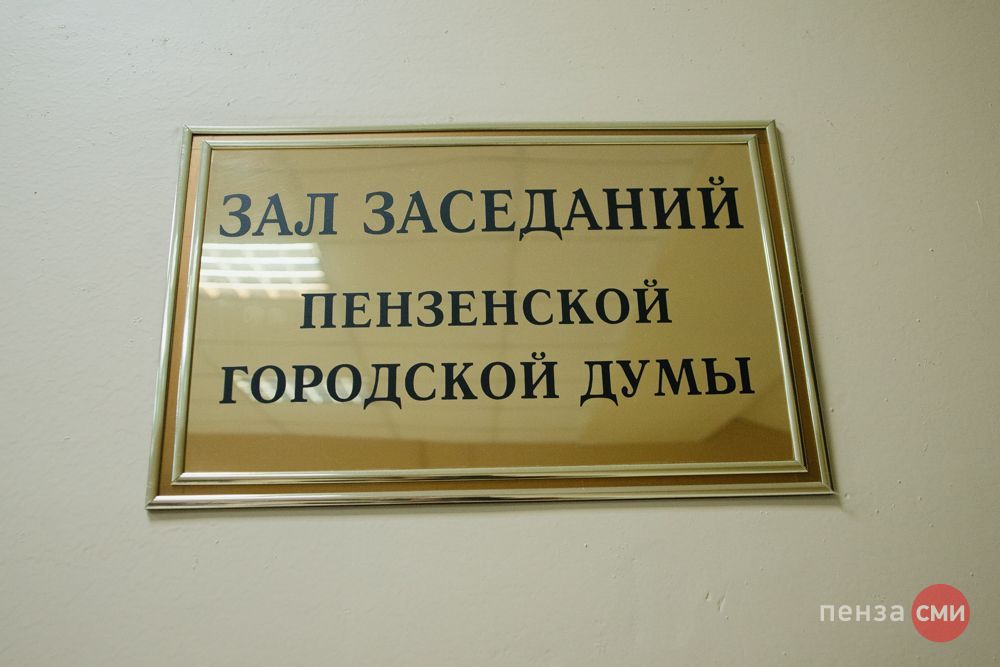 ЗАЛ ЗАСЕДАНИЙ
ПЕНЗЕНСКОЙ
ГОРОДСКОЙ ДУМЫ
пенза сми